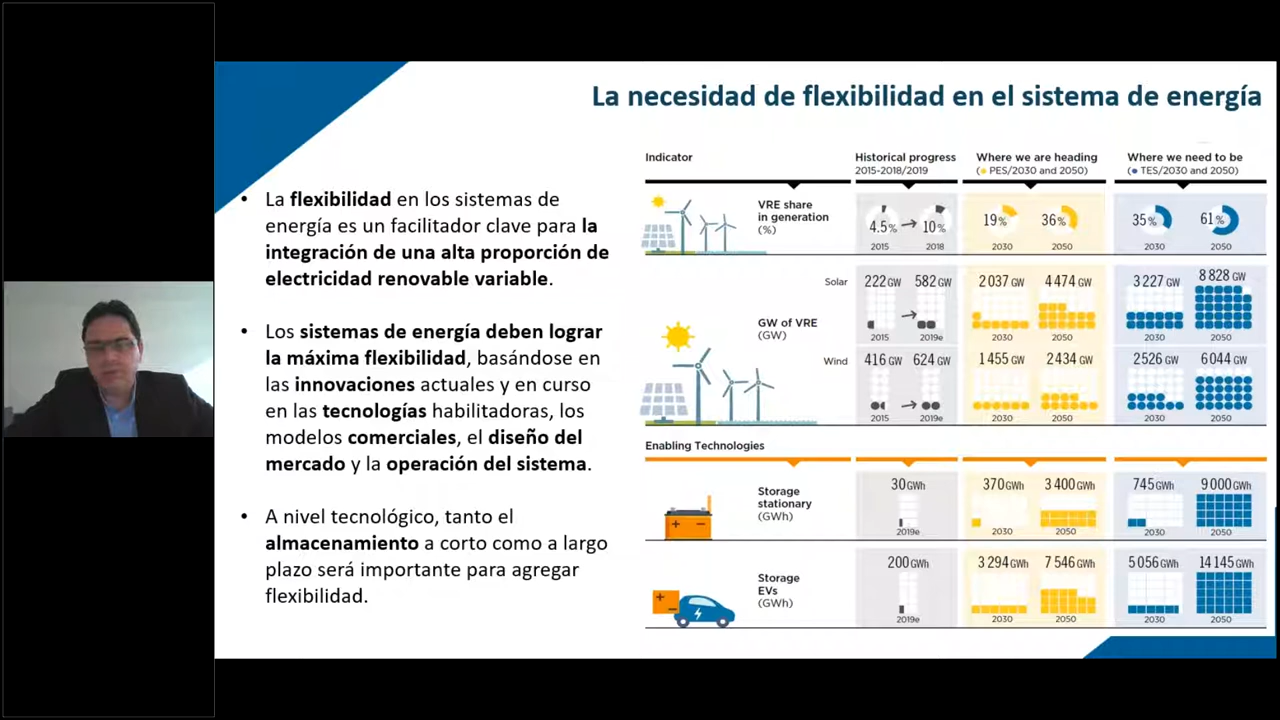 La necesidad de flexibilidad en el sistema de energía
• La flexibilidad en los sistemas de
energía es un facilitador clave para la
integración de una alta proporción de
electricidad renovable variable.
• Los sistemas de energía deben lograr
la máxima flexibilidad, basándose en
las innovaciones actuales y en curso
en las tecnologías habilitadoras, los
modelos comerciales, el diseño del
mercado y la operación del sistema.
• A nivel tecnológico, tanto el
almacenamiento a corto como a largo
plazo será importante para agregar
flexibilidad.
Indicator
Historical progress
2015-2018/2019
Where we are heading
(● PES/2030 and 2050)
Where we need to be
(● TES/2030 and 2050)
VRE share
in generation
(%)
4.5% → 10%
2015 2018
19% 36%
2030 2050
35% 61%
2030 2050
GW of VRE
(GW)
Solar
222 GW 582 GW
2015 2019e
2 037 GW 4 474 GW
2030 2050
3 227 GW 8 828 GW
2030 2050
Wind
416 GW 624 GW
2015 2019e
1 455 GW 2 434 GW
2030 2050
2 526 GW 6 044 GW
2030 2050
Enabling Technologies
Storage
stationary
(GWh)
30 GWh
2019e
370 GWh 3 400 GWh
2030 2050
745 GWh 9 000 GWh
2030 2050
Storage
EVs
(GWh)
200 GWh
2019e
3 294 GWh 7 546 GWh
2030 2050
5 056 GWh 14 145 GWh
2030 2050